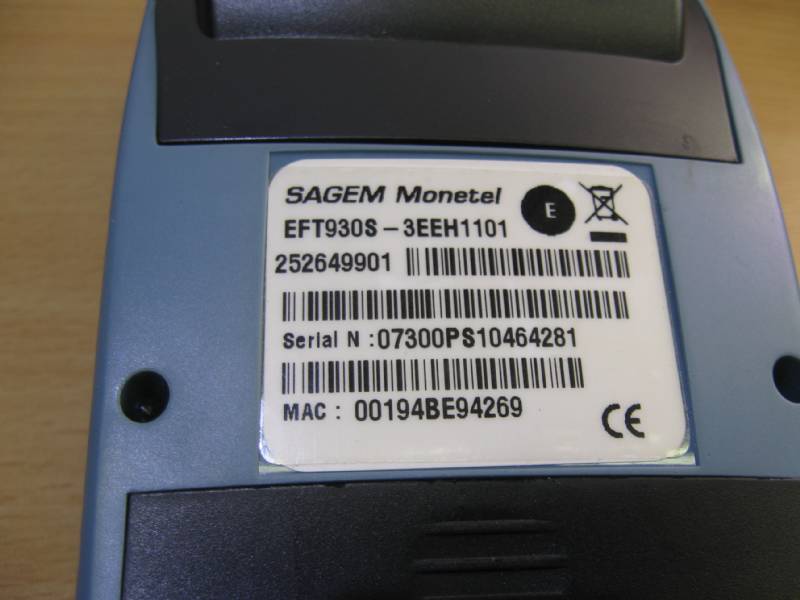 SAGEM Monetel
E
EFT930S - 3EEH1101
252649901
Serial N : 07300PS10464281
MAC : 00194BE94269
CE